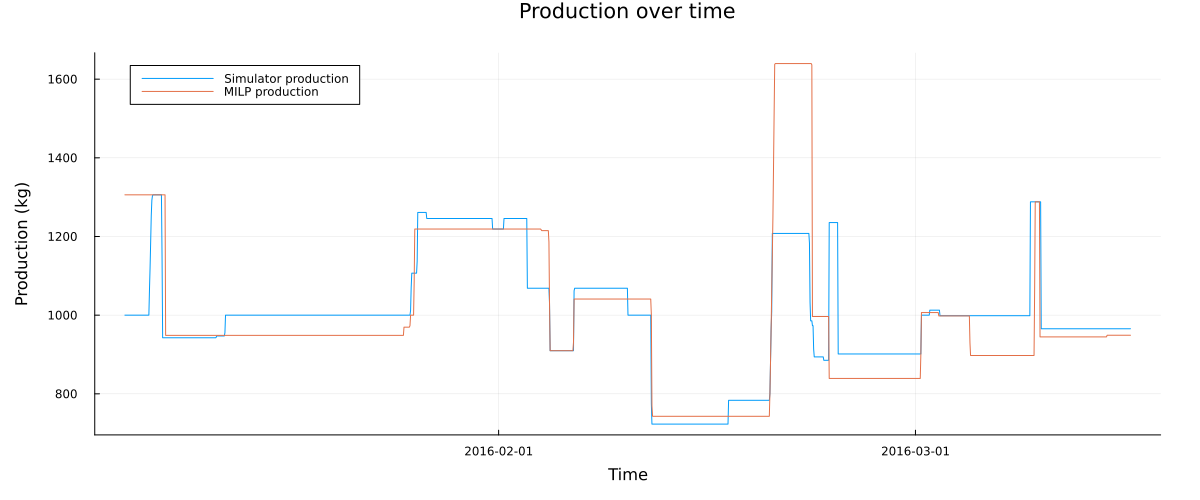 Production over time
Simulator production
MILP production
Production (kg)
1600
1400
1200
1000
800
2016-02-01
2016-03-01
Time